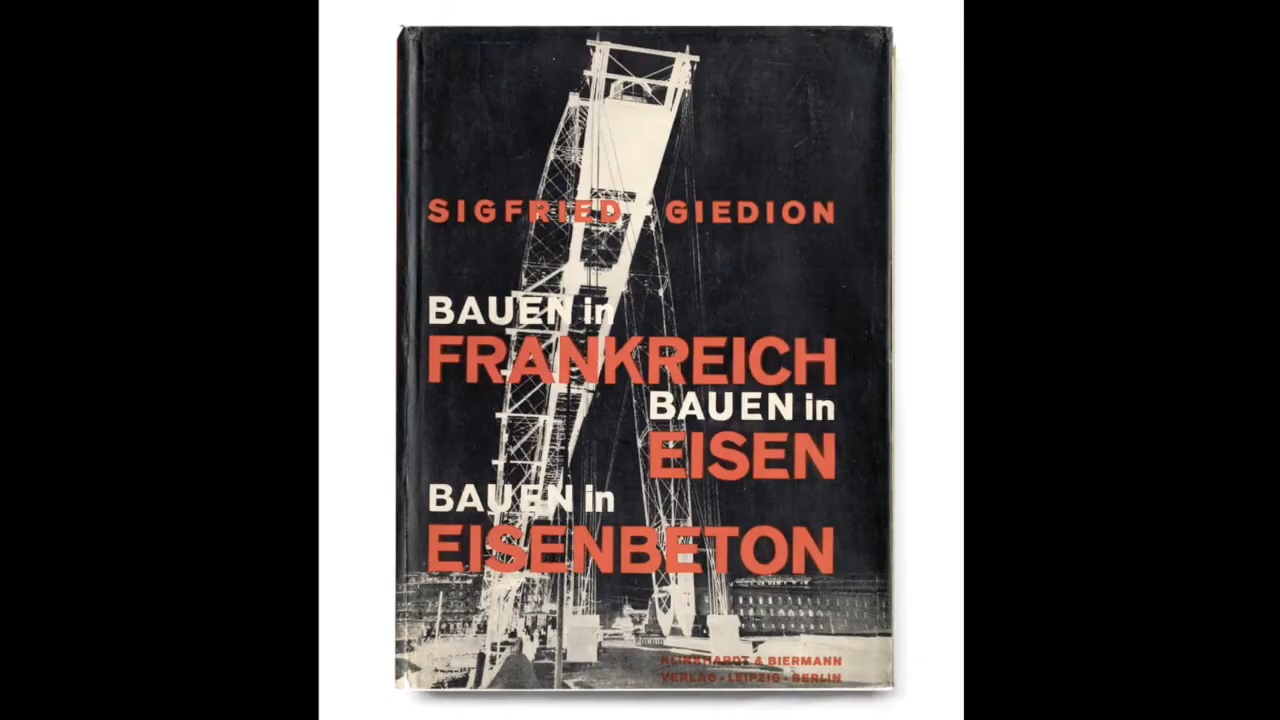 SIGFRIED GIEDION
BAUEN in
FRANKREICH
BAUEN in
EISEN
BAUEN in
EISENBETON
KLINKHARDT & BIERMANN
VERLAG · LEIPZIG · BERLIN